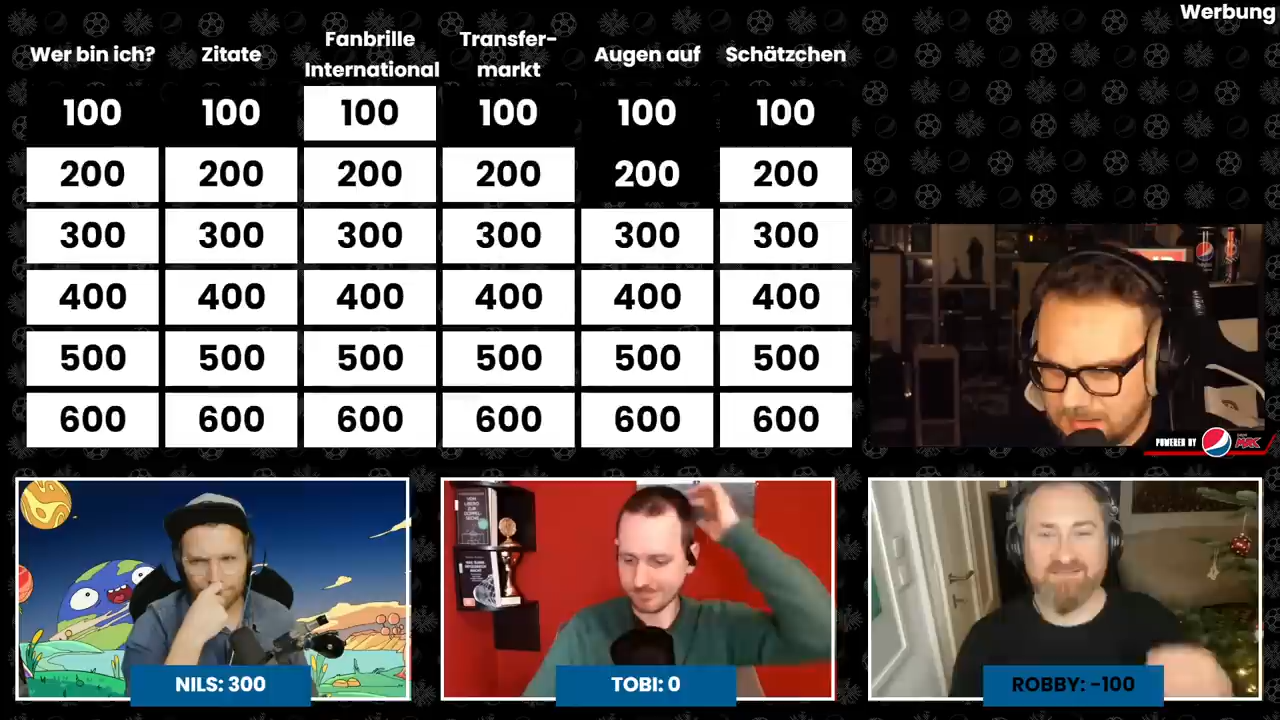 Werbung
Wer bin ich?
Zitate
Fanbrille
International
Transfer-
markt
Augen auf
Schätzchen
100 100 100 100 100 100
200 200 200 200 200 200
300 300 300 300 300 300
400 400 400 400 400 400
500 500 500 500 500 500
600 600 600 600 600 600
POWERED BY
MAX
NILS: 300
TOBI: 0
ROBBY: -100